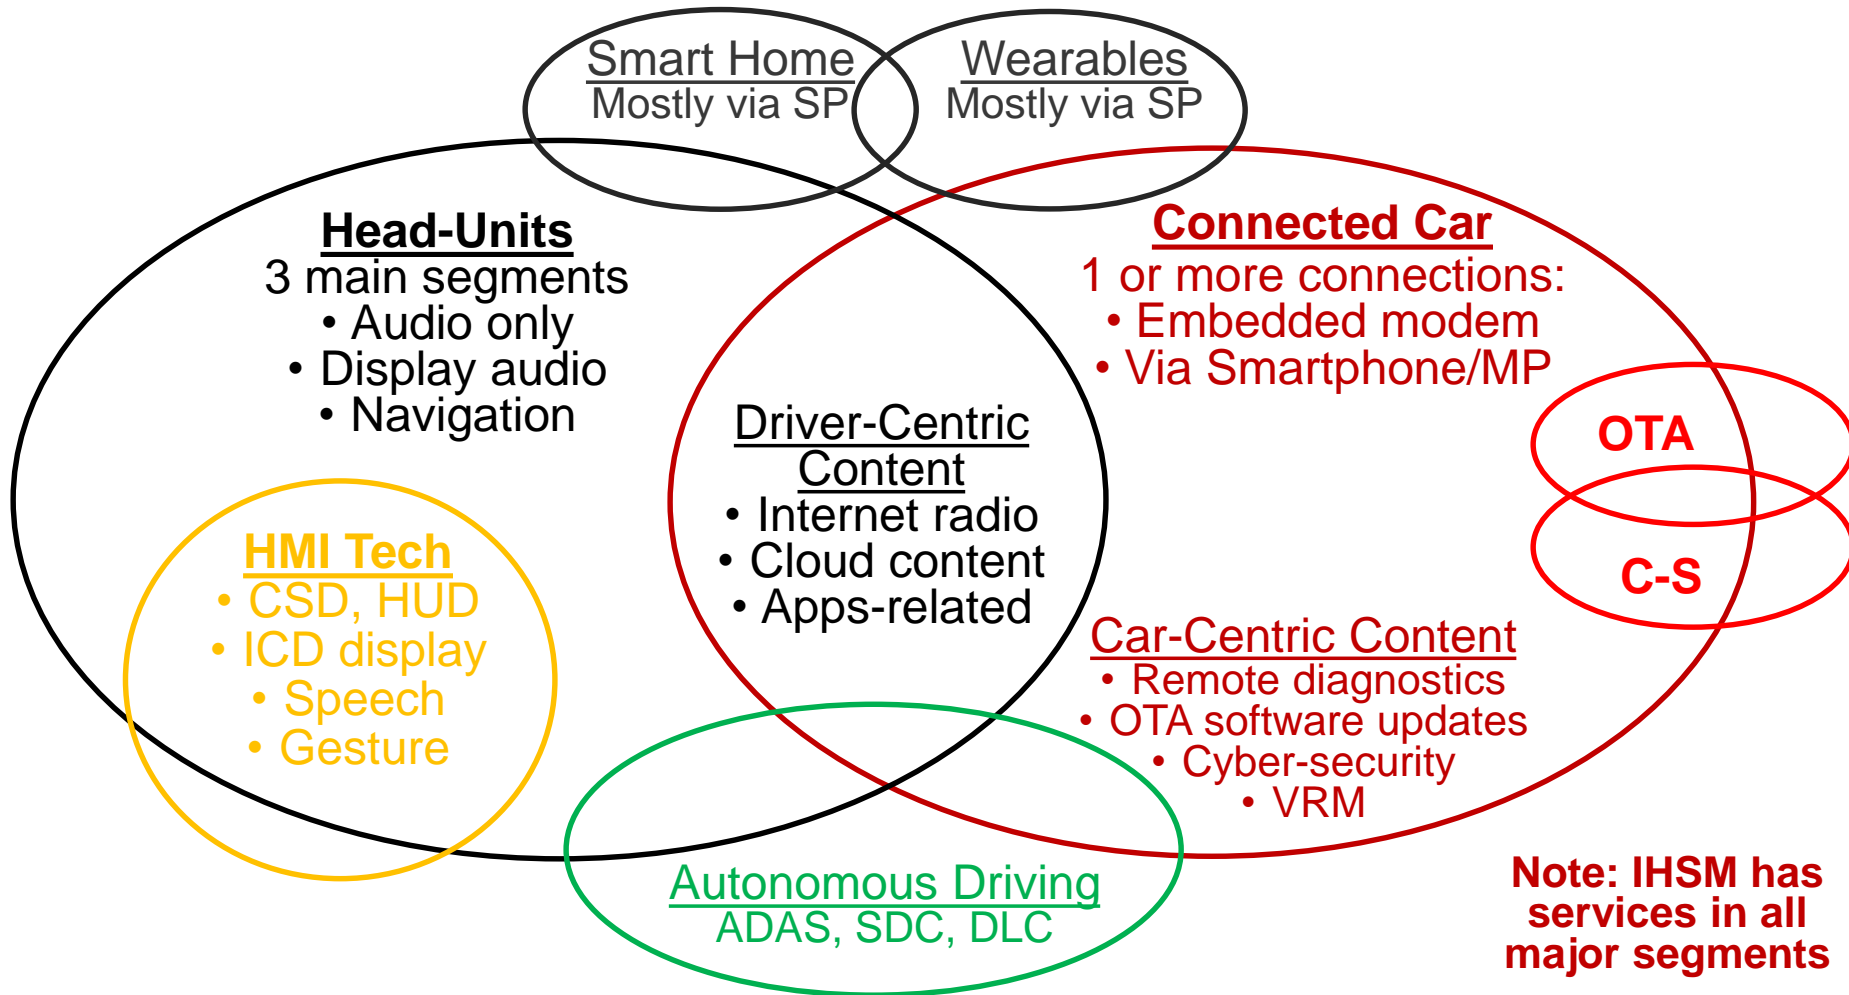 Smart Home
Mostly via SP
Wearables
Mostly via SP
Head-Units
3 main segments
• Audio only
• Display audio
• Navigation
Connected Car
1 or more connections:
• Embedded modem
• Via Smartphone/MP
OTA
C-S
Driver-Centric
Content
• Internet radio
• Cloud content
• Apps-related
HMI Tech
• CSD, HUD
• ICD display
• Speech
• Gesture
Car-Centric Content
• Remote diagnostics
• OTA software updates
• Cyber-security
• VRM
Autonomous Driving
ADAS, SDC, DLC
Note: IHSM has
services in all
major segments